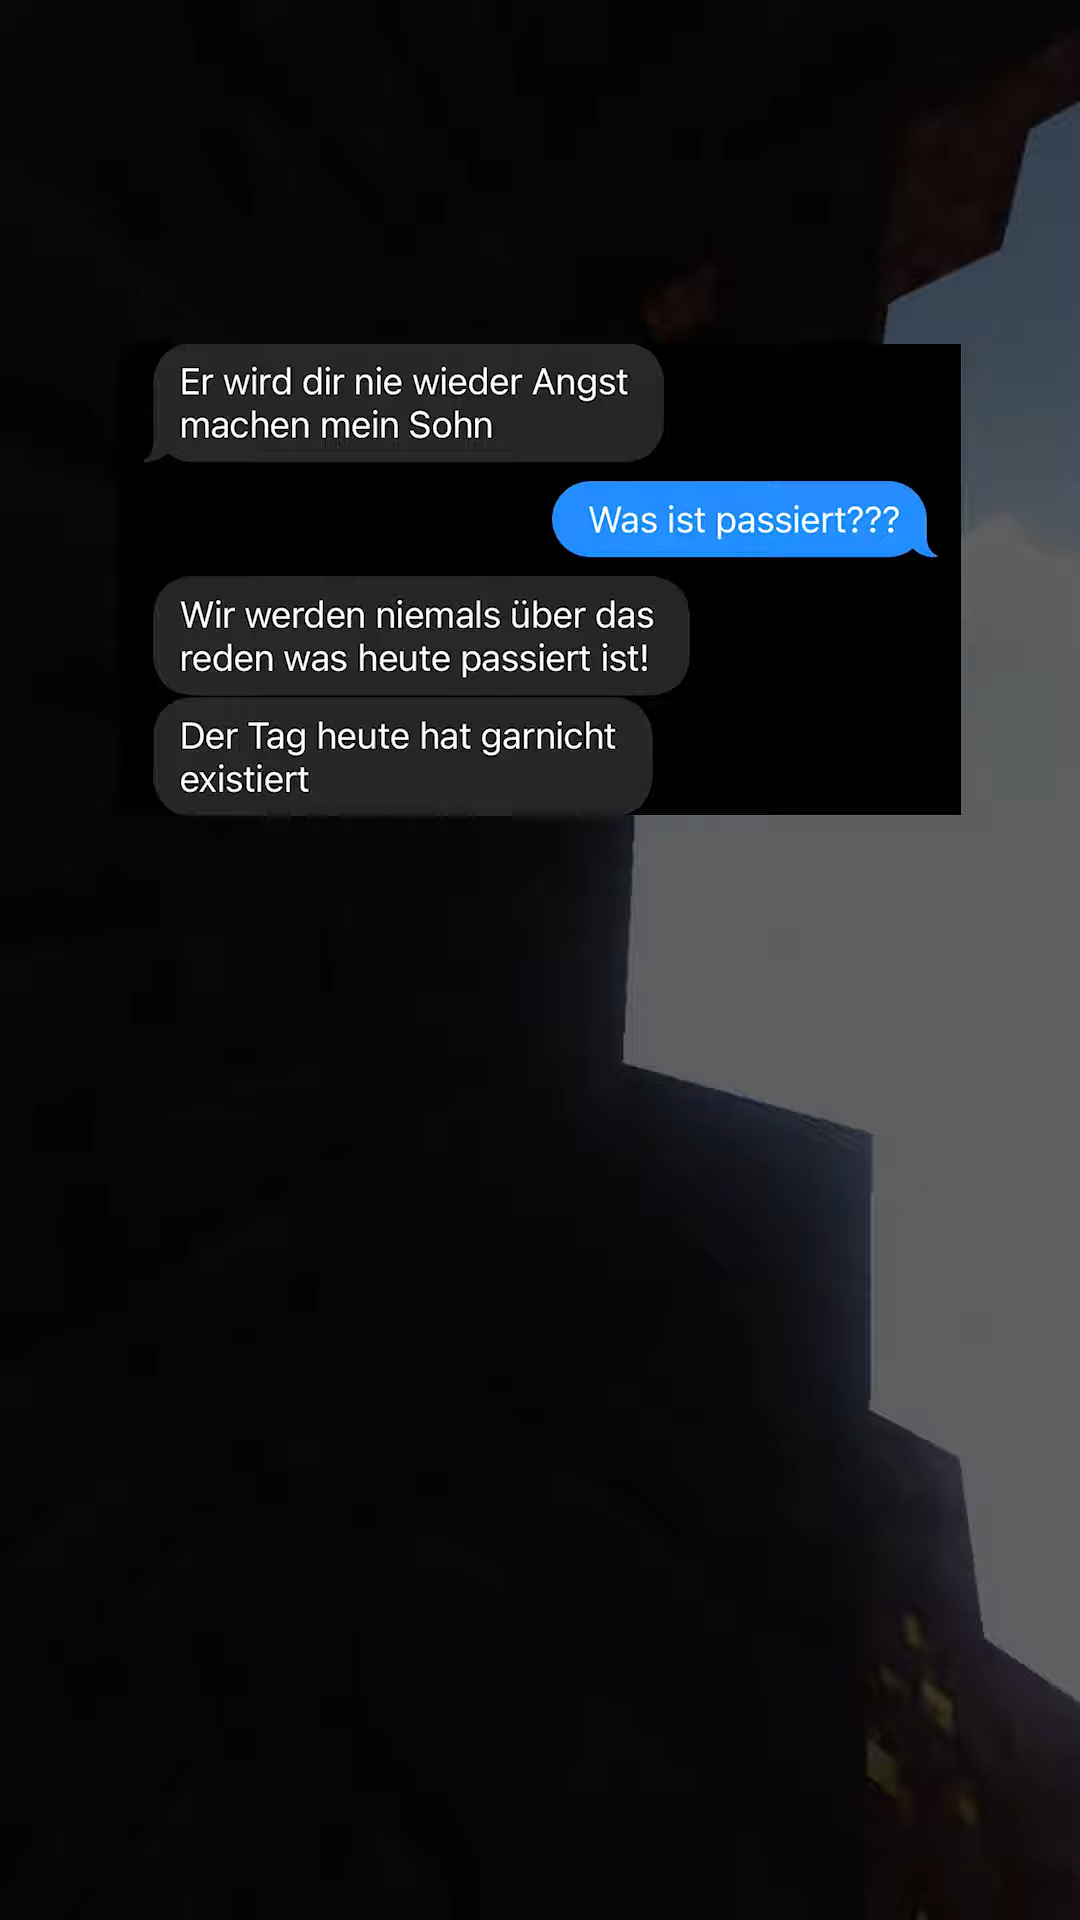 Er wird dir nie wieder Angst
machen mein Sohn
Was ist passiert???
Wir werden niemals über das
reden was heute passiert ist!
Der Tag heute hat garnicht
existiert